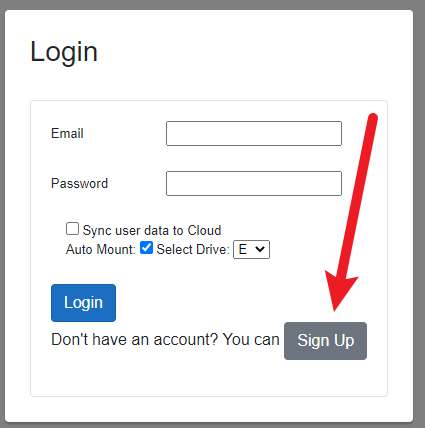 Login
Email
Password
Sync user data to Cloud
Auto Mount: Select Drive: E
Login
Don't have an account? You can Sign Up